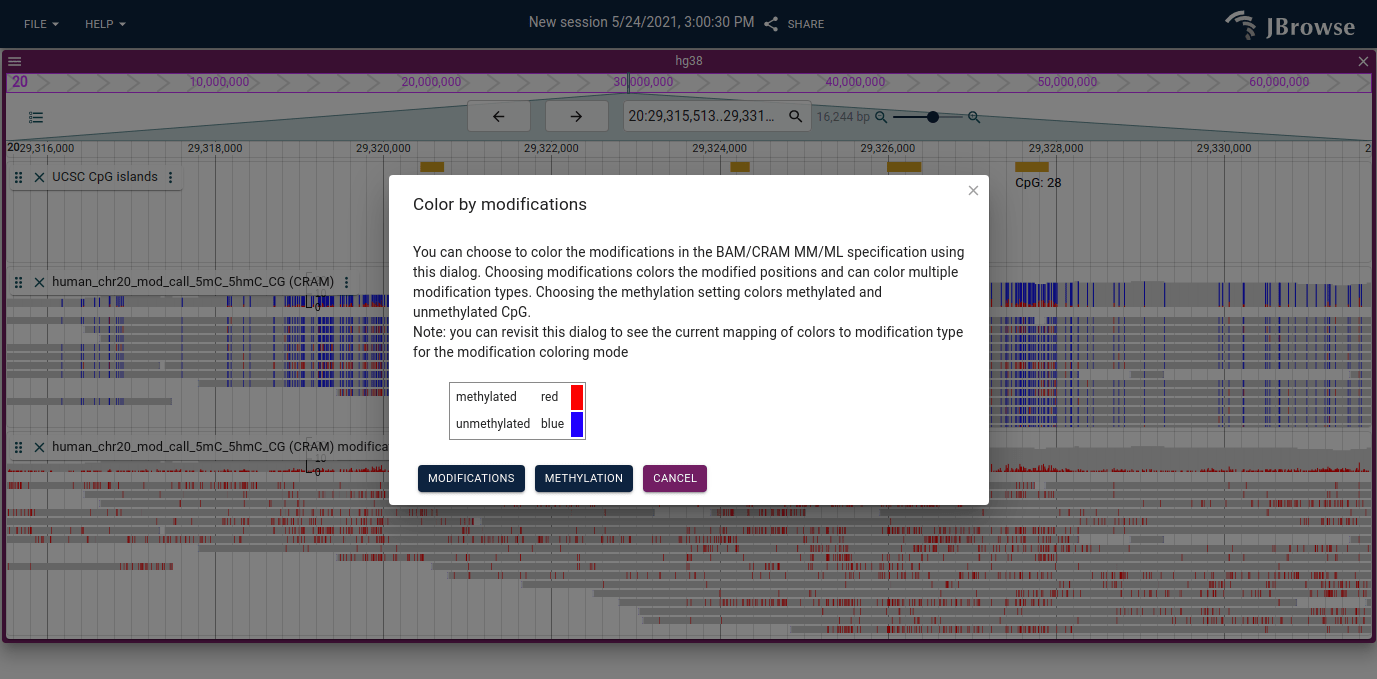 FILE HELP New session 5/24/2021, 3:00:30 PM SHARE JBrowse
hg38
20 10,000,000 20,000,000 30,000,000 40,000,000 50,000,000 60,000,000
20:29,315,513..29,331... 16,244 bp
20 29,316,000 29,318,000 29,320,000 29,322,000 29,324,000 29,326,000 29,328,000 29,330,000 2
UCSC CpG islands
CpG: 28
Color by modifications
You can choose to color the modifications in the BAM/CRAM MM/ML specification using
this dialog. Choosing modifications colors the modified positions and can color multiple
modification types. Choosing the methylation setting colors methylated and
unmethylated CpG.
Note: you can revisit this dialog to see the current mapping of colors to modification type
for the modification coloring mode
human_chr20_mod_call_5mC_5hmC_CG (CRAM)
0
methylated red
unmethylated blue
human_chr20_mod_call_5mC_5hmC_CG (CRAM) modifica
0
MODIFICATIONS METHYLATION CANCEL